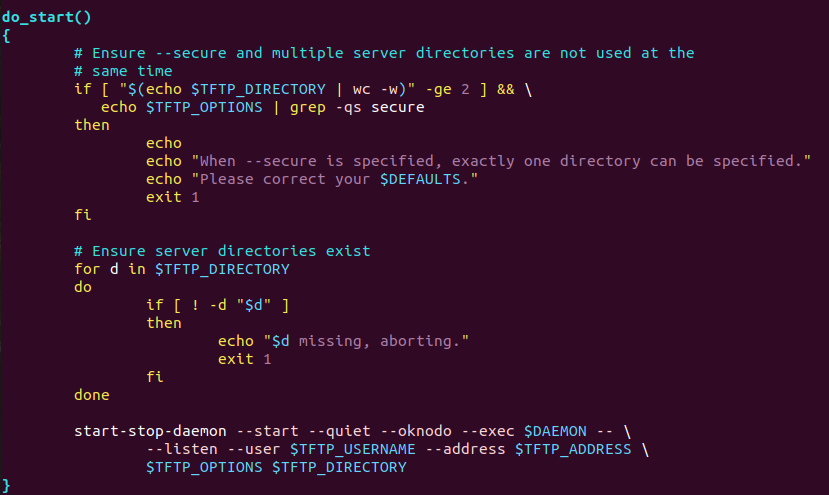 do_start()
{
        # Ensure --secure and multiple server directories are not used at the
        # same time
        if [ "$(echo $TFTP_DIRECTORY | wc -w)" -ge 2 ] && \
           echo $TFTP_OPTIONS | grep -qs secure
        then
                echo
                echo "When --secure is specified, exactly one directory can be specified."
                echo "Please correct your $DEFAULTS."
                exit 1
        fi

        # Ensure server directories exist
        for d in $TFTP_DIRECTORY
        do
                if [ ! -d "$d" ]
                then
                        echo "$d missing, aborting."
                        exit 1
                fi
        done

        start-stop-daemon --start --quiet --oknodo --exec $DAEMON -- \
                --listen --user $TFTP_USERNAME --address $TFTP_ADDRESS \
                $TFTP_OPTIONS $TFTP_DIRECTORY
}